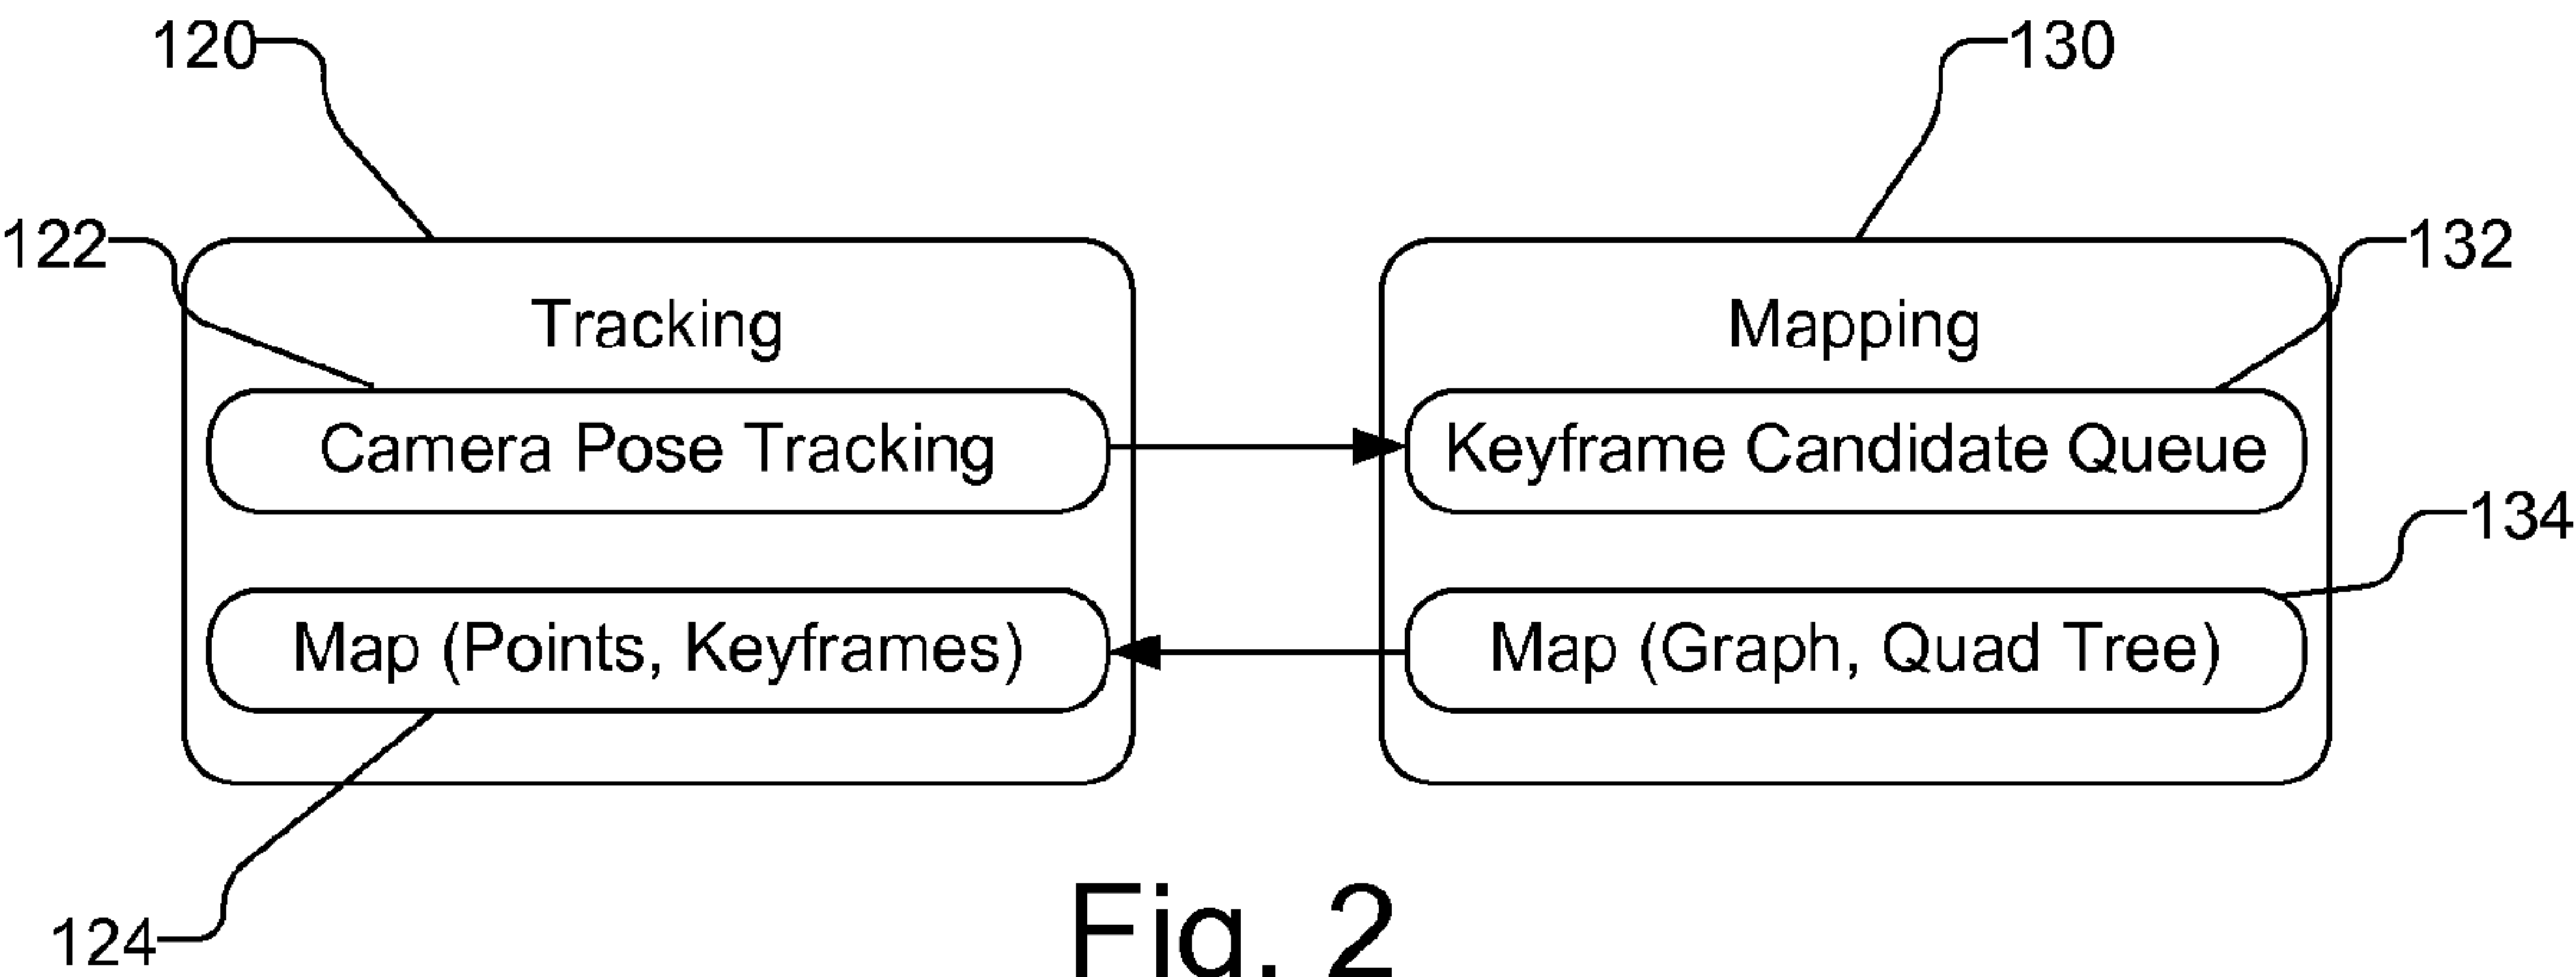 120
130
122
132
Tracking
Mapping
Camera Pose Tracking
Keyframe Candidate Queue
134
Map (Points, Keyframes)
Map (Graph, Quad Tree)
124
Fig. 2